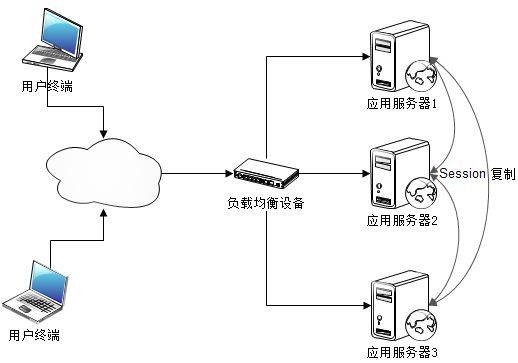 用户终端
应用服务器1
Session 复制
负载均衡设备
应用服务器2
用户终端
应用服务器3